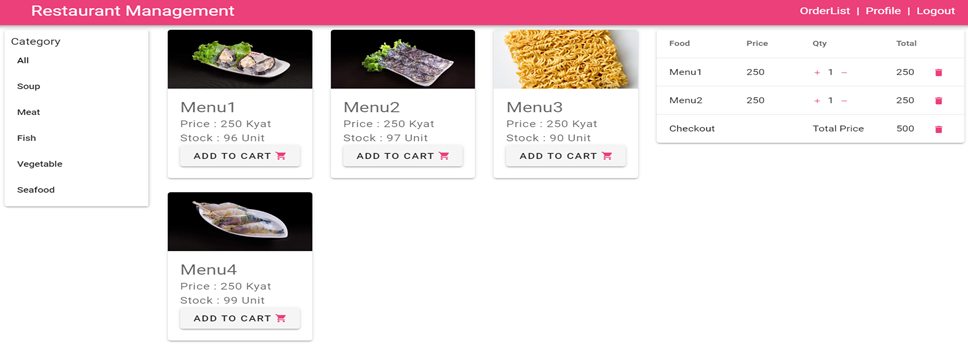 Restaurant Management
OrderList | Profile | Logout
Category
All
Soup
Meat
Fish
Vegetable
Seafood
Menu1
Price : 250 Kyat
Stock : 96 Unit
ADD TO CART
Menu2
Price : 250 Kyat
Stock : 97 Unit
ADD TO CART
Menu3
Price : 250 Kyat
Stock : 90 Unit
ADD TO CART
Menu4
Price : 250 Kyat
Stock : 99 Unit
ADD TO CART
Food Price Qty Total
Menu1 250 + 1 − 250
Menu2 250 + 1 − 250
Checkout Total Price 500